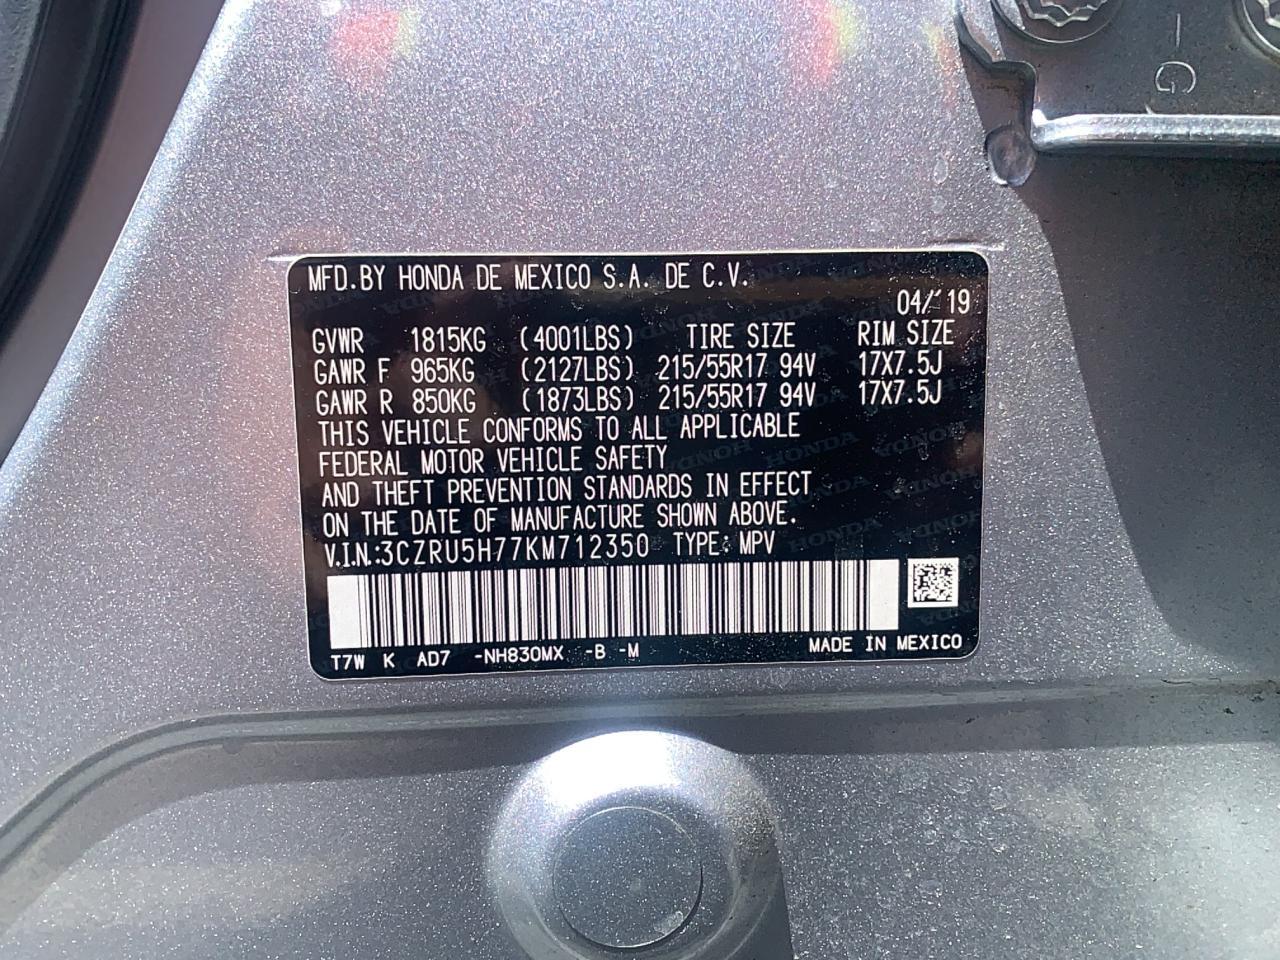 MFD.BY HONDA DE MEXICO S.A. DE C.V.
04/19
GVWR 1815KG (4001LBS) TIRE SIZE RIM SIZE
GAWR F 965KG (2127LBS) 215/55R17 94V 17X7.5J
GAWR R 850KG (1873LBS) 215/55R17 94V 17X7.5J
THIS VEHICLE CONFORMS TO ALL APPLICABLE
FEDERAL MOTOR VEHICLE SAFETY
AND THEFT PREVENTION STANDARDS IN EFFECT
ON THE DATE OF MANUFACTURE SHOWN ABOVE.
V.I.N.:3CZRU5H77KM712350 TYPE: MPV
T7W K AD7 -NH830MX -B -M MADE IN MEXICO